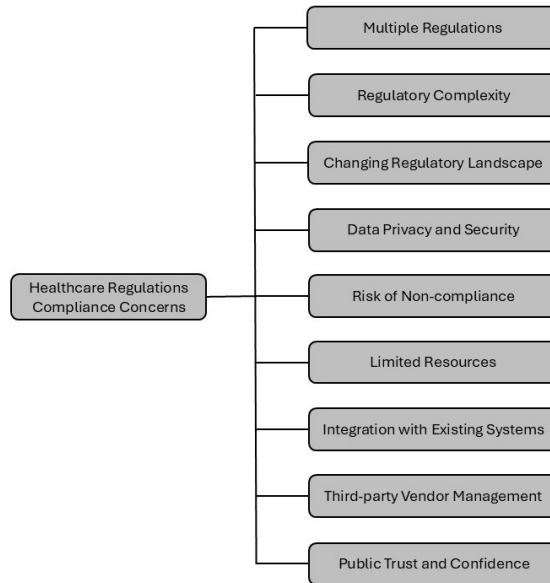 Multiple Regulations
Regulatory Complexity
Changing Regulatory Landscape
Data Privacy and Security
Healthcare Regulations
Compliance Concerns
Risk of Non-compliance
Limited Resources
Integration with Existing Systems
Third-party Vendor Management
Public Trust and Confidence